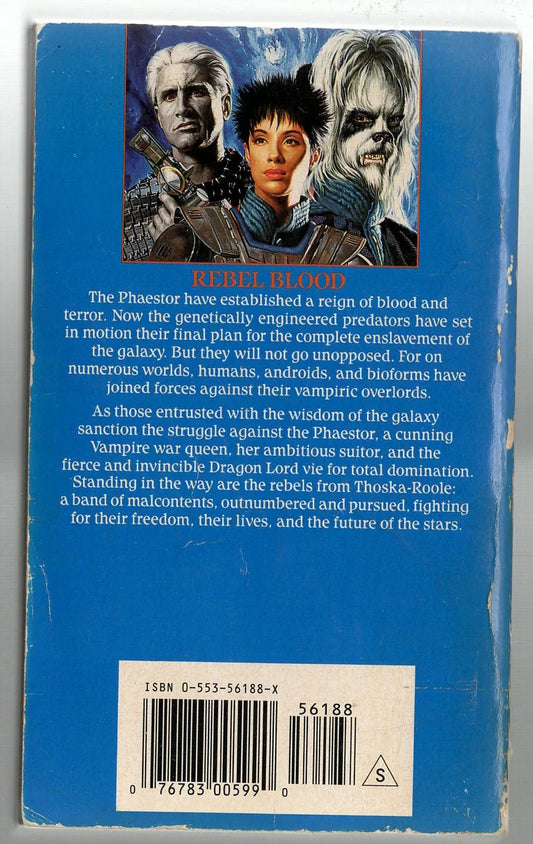 REBEL BLOOD
The Phaestor have established a reign of blood and
terror. Now the genetically engineered predators have set
in motion their final plan for the complete enslavement of
the galaxy. But they will not go unopposed. For on
numerous worlds, humans, androids, and bioforms have
joined forces against their vampiric overlords.
As those entrusted with the wisdom of the galaxy
sanction the struggle against the Phaestor, a cunning
Vampire war queen, her ambitious suitor, and the
fierce and invincible Dragon Lord vie for total domination.
Standing in the way are the rebels from Thoska-Roole:
a band of malcontents, outnumbered and pursued, fighting
for their freedom, their lives, and the future of the stars.
ISBN 0-553-56188-X
56188
S
0 76783 00599 0